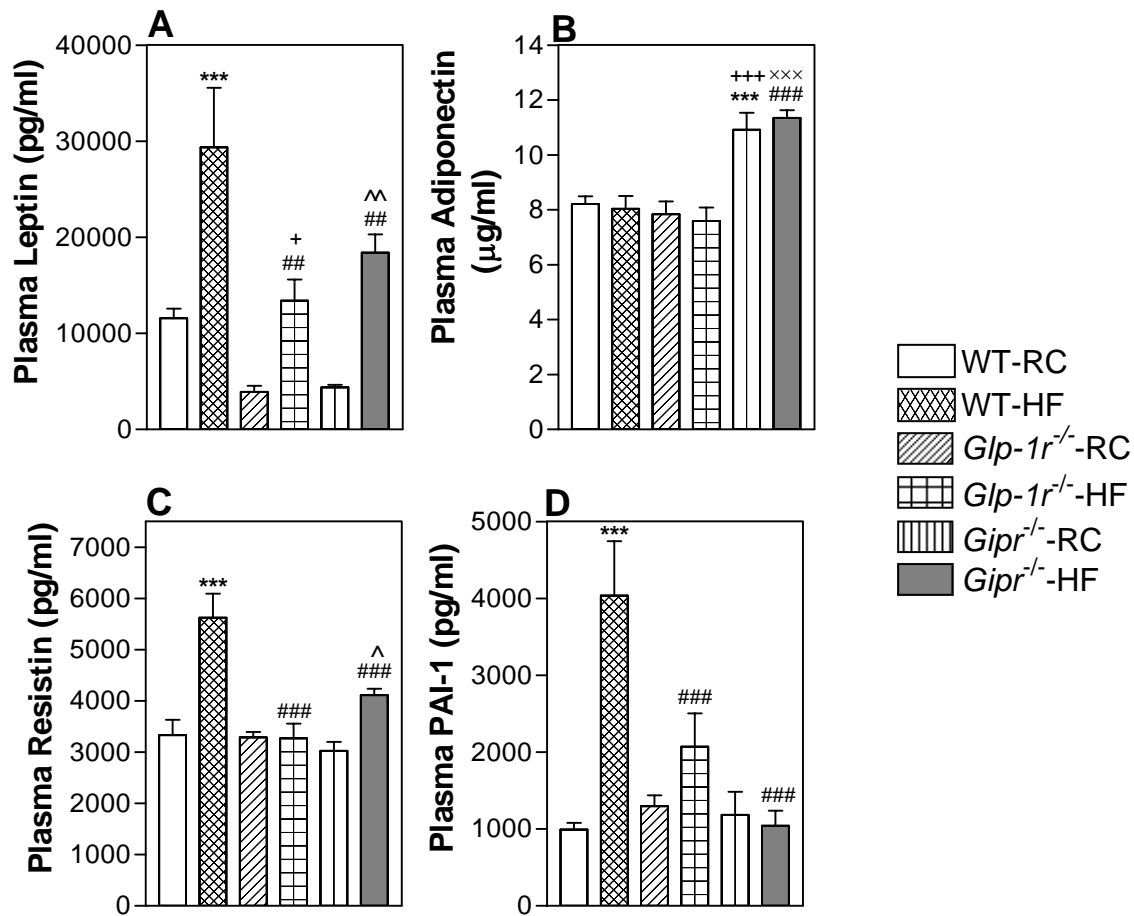 A
Plasma Leptin (pg/ml)
40000
30000
20000
10000
0
***
+
##
^^
##
B
Plasma Adiponectin
(µg/ml)
14
12
10
8
6
4
2
0
+++
***
×××
###
C
Plasma Resistin (pg/ml)
7000
6000
5000
4000
3000
2000
1000
0
***
###
^
###
D
Plasma PAI-1 (pg/ml)
5000
4000
3000
2000
1000
0
***
###
###
WT-RC
WT-HF
Glp-1r-/--RC
Glp-1r-/--HF
Gipr-/--RC
Gipr-/--HF